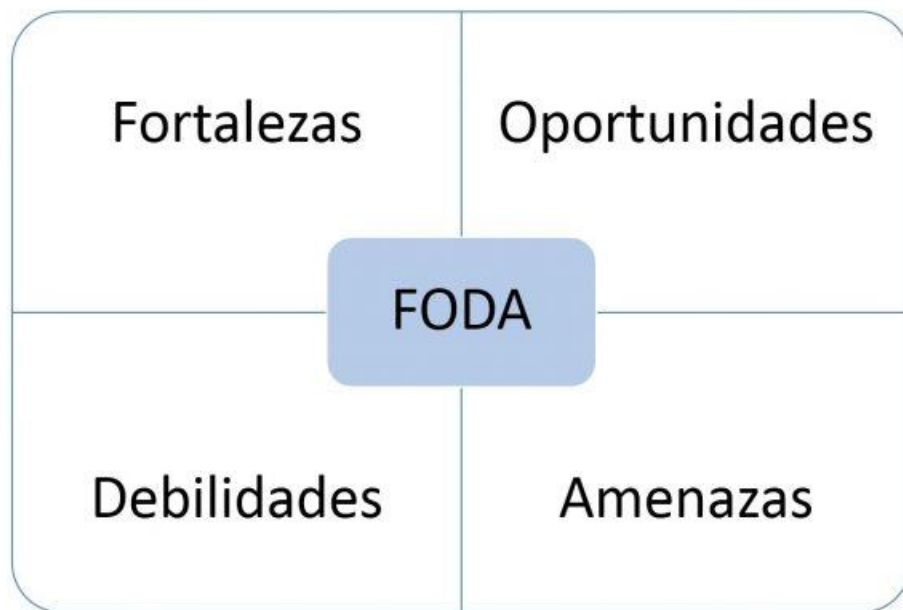 Fortalezas
Oportunidades
FODA
Debilidades
Amenazas